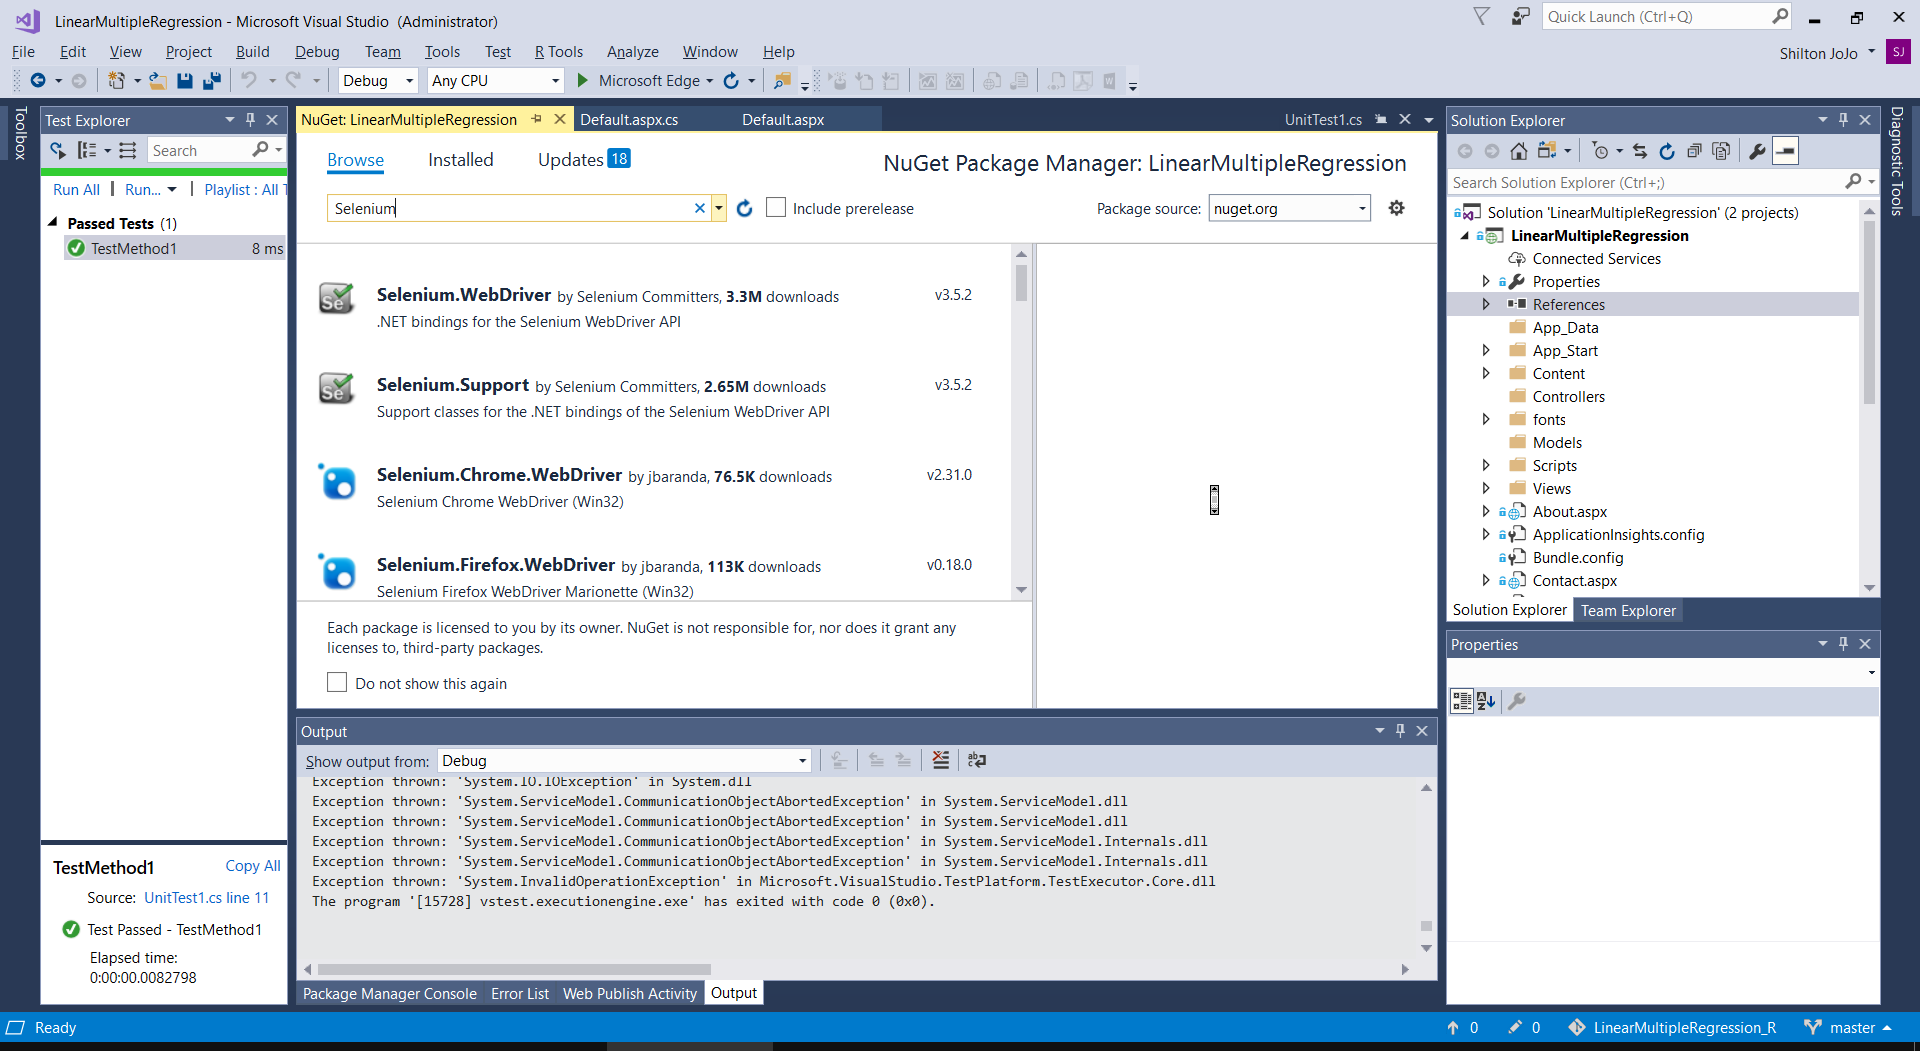 LinearMultipleRegression - Microsoft Visual Studio (Administrator)
Quick Launch (Ctrl+Q)
File Edit View Project Build Debug Team Tools Test R Tools Analyze Window Help
Shilton JoJo SJ
Debug Any CPU Microsoft Edge
Toolbox
Test Explorer
Search
Run All | Run... Playlist : All T
Passed Tests (1)
TestMethod1 8 ms
TestMethod1 Copy All
Source: UnitTest1.cs line 11
Test Passed - TestMethod1
Elapsed time:
0:00:00.0082798
NuGet: LinearMultipleRegression Default.aspx.cs Default.aspx UnitTest1.cs
Browse Installed Updates 18
NuGet Package Manager: LinearMultipleRegression
Selenium
Include prerelease
Package source: nuget.org
Se
Selenium.WebDriver by Selenium Committers, 3.3M downloads v3.5.2
.NET bindings for the Selenium WebDriver API
Se
Selenium.Support by Selenium Committers, 2.65M downloads v3.5.2
Support classes for the .NET bindings of the Selenium WebDriver API
Selenium.Chrome.WebDriver by jbaranda, 76.5K downloads v2.31.0
Selenium Chrome WebDriver (Win32)
Selenium.Firefox.WebDriver by jbaranda, 113K downloads v0.18.0
Selenium Firefox WebDriver Marionette (Win32)
Each package is licensed to you by its owner. NuGet is not responsible for, nor does it grant any
licenses to, third-party packages.
Do not show this again
Output
Show output from: Debug
Exception thrown: 'System.IO.IOException' in System.dll
Exception thrown: 'System.ServiceModel.CommunicationObjectAbortedException' in System.ServiceModel.dll
Exception thrown: 'System.ServiceModel.CommunicationObjectAbortedException' in System.ServiceModel.dll
Exception thrown: 'System.ServiceModel.CommunicationObjectAbortedException' in System.ServiceModel.Internals.dll
Exception thrown: 'System.ServiceModel.CommunicationObjectAbortedException' in System.ServiceModel.Internals.dll
Exception thrown: 'System.InvalidOperationException' in Microsoft.VisualStudio.TestPlatform.TestExecutor.Core.dll
The program '[15728] vstest.executionengine.exe' has exited with code 0 (0x0).
Package Manager Console Error List Web Publish Activity Output
Solution Explorer
Search Solution Explorer (Ctrl+;)
Solution 'LinearMultipleRegression' (2 projects)
LinearMultipleRegression
Connected Services
Properties
References
App_Data
App_Start
Content
Controllers
fonts
Models
Scripts
Views
About.aspx
ApplicationInsights.config
Bundle.config
Contact.aspx
Solution Explorer Team Explorer
Properties
Diagnostic Tools
Ready
0 0 LinearMultipleRegression_R master